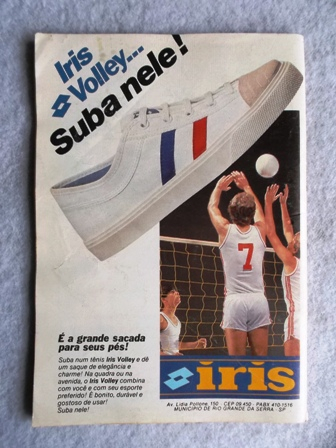 Iris
Volley...
Suba nele!
7
É a grande sacada
para seus pés!
Suba num tênis Iris Volley e dê
um saque de elegância e
charme! Na quadra ou na
avenida, o Iris Volley combina
com você e com seu esporte
preferido! É bonito, durável e
gostoso de usar!
Suba nele!
iris
Av. Lídia Pollone, 150 - CEP 09.450 - PABX 410-1516
MUNICÍPIO DE RIO GRANDE DA SERRA - SP